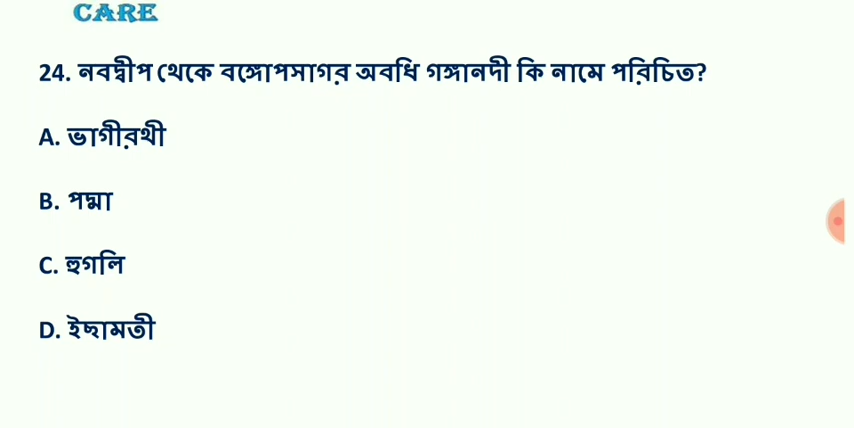 CARE
24. নবদ্বীপ থেকে বঙ্গোপসাগর অবধি গঙ্গানদী কি নামে পরিচিত?
A. ভাগীরথী
B. পদ্মা
C. হুগলি
D. ইছামতী